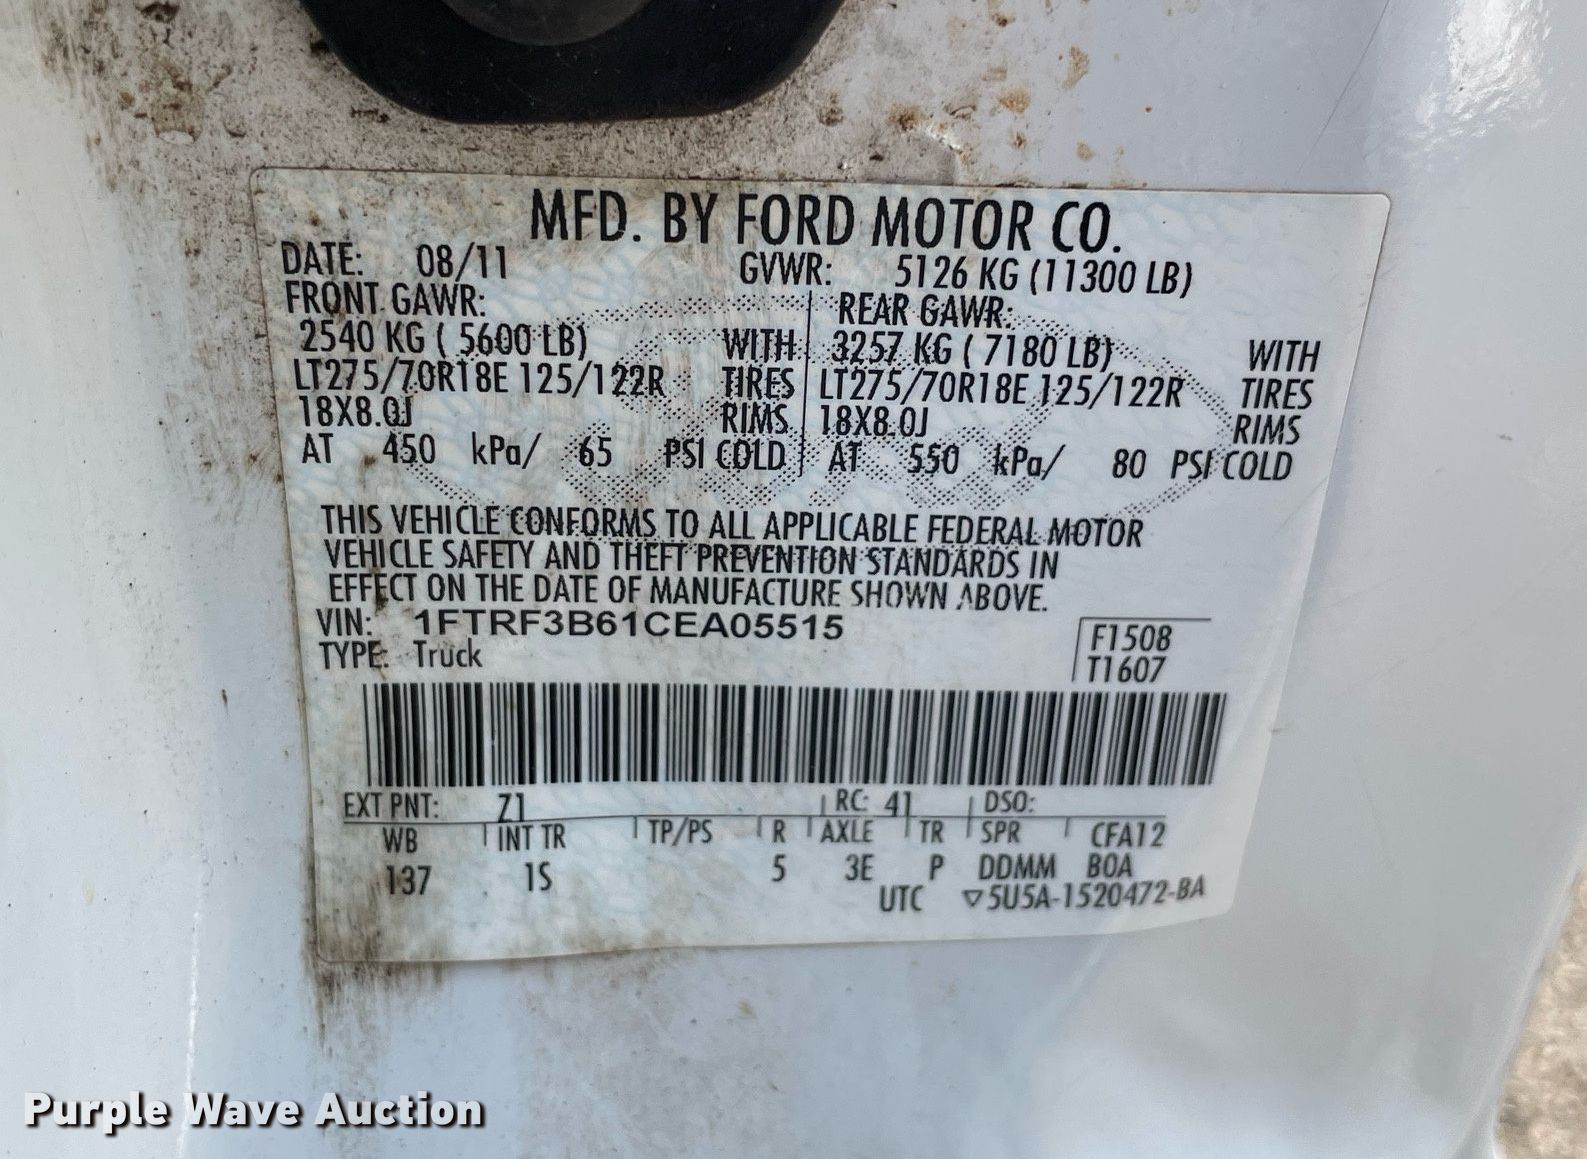 MFD. BY FORD MOTOR CO.
DATE: 08/11 GVWR: 5126 KG (11300 LB)
FRONT GAWR: REAR GAWR:
2540 KG ( 5600 LB) WITH 3257 KG ( 7180 LB) WITH
LT275/70R18E 125/122R TIRES LT275/70R18E 125/122R TIRES
18X8.0J RIMS 18X8.0J RIMS
AT 450 kPa/ 65 PSI COLD AT 550 kPa/ 80 PSI COLD
THIS VEHICLE CONFORMS TO ALL APPLICABLE FEDERAL MOTOR
VEHICLE SAFETY AND THEFT PREVENTION STANDARDS IN
EFFECT ON THE DATE OF MANUFACTURE SHOWN ABOVE.
VIN: 1FTRF3B61CEA05515
TYPE: Truck
F1508
T1607
EXT PNT: Z1 RC: 41 DSO:
WB INT TR TP/PS R AXLE TR SPR CFA12
137 1S 5 3E P DDMM BOA
UTC ▽5U5A-1520472-BA
Purple Wave Auction